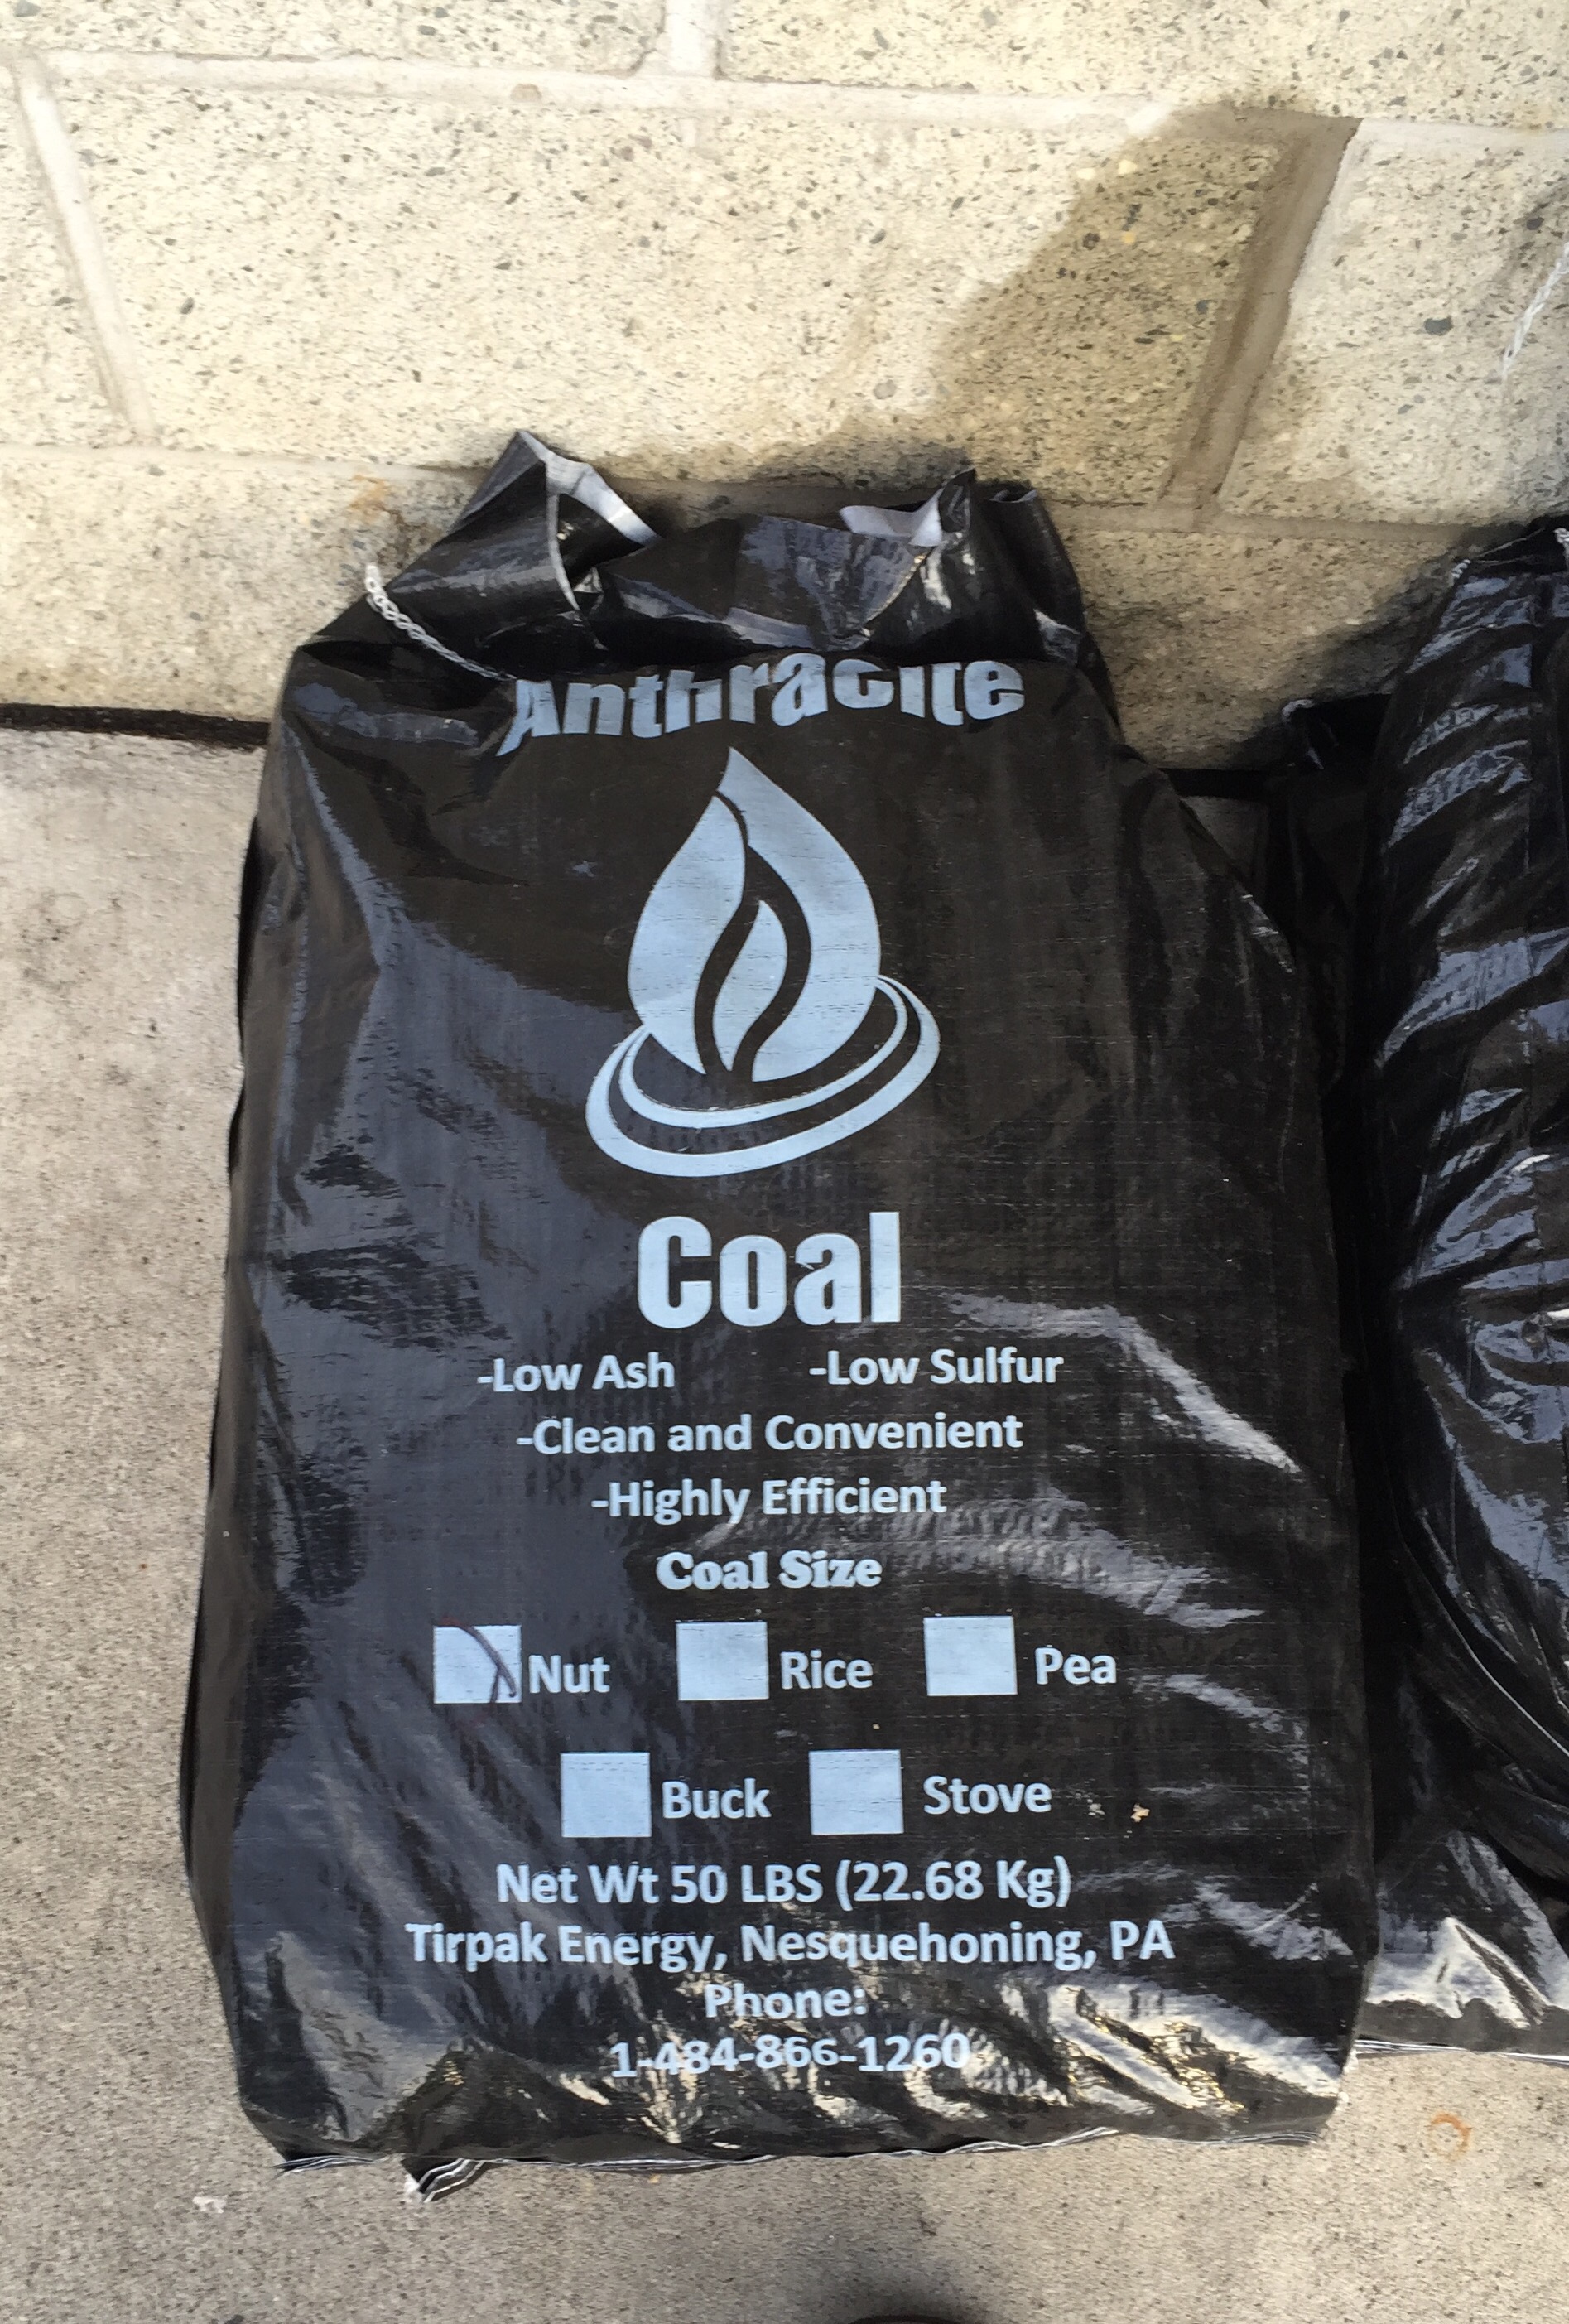 Anthracite
Coal
-Low Ash -Low Sulfur
-Clean and Convenient
-Highly Efficient
Coal Size
Nut Rice Pea
Buck Stove
Net Wt 50 LBS (22.68 Kg)
Tirpak Energy, Nesquehoning, PA
Phone:
1-484-866-1260